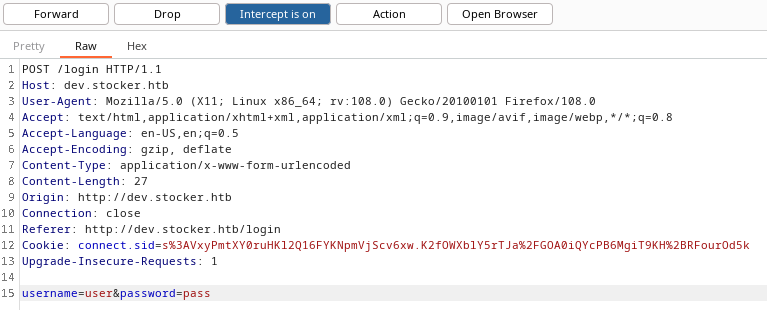 Forward Drop Intercept is on Action Open Browser
Pretty Raw Hex
1 POST /login HTTP/1.1
2 Host: dev.stocker.htb
3 User-Agent: Mozilla/5.0 (X11; Linux x86_64; rv:108.0) Gecko/20100101 Firefox/108.0
4 Accept: text/html,application/xhtml+xml,application/xml;q=0.9,image/avif,image/webp,*/*;q=0.8
5 Accept-Language: en-US,en;q=0.5
6 Accept-Encoding: gzip, deflate
7 Content-Type: application/x-www-form-urlencoded
8 Content-Length: 27
9 Origin: http://dev.stocker.htb
10 Connection: close
11 Referer: http://dev.stocker.htb/login
12 Cookie: connect.sid=s%3AVxyPmtXY0ruHKl2Q16FYKNpmVjScv6xw.K2fOWXblY5rTJa%2FGOA0iQYcPB6MgiT9KH%2BRFourOd5k
13 Upgrade-Insecure-Requests: 1
14
15 username=user&password=pass